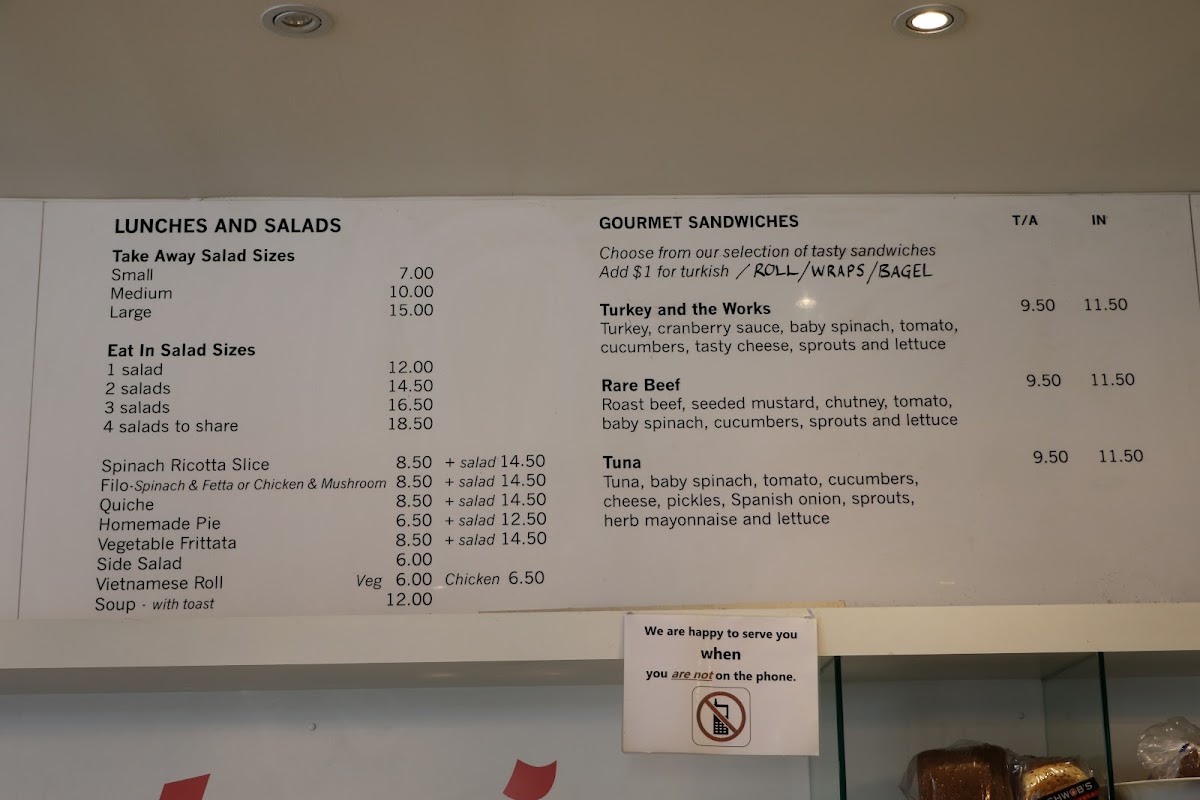 LUNCHES AND SALADS
Take Away Salad Sizes
Small 7.00
Medium 10.00
Large 15.00
Eat In Salad Sizes
1 salad 12.00
2 salads 14.50
3 salads 16.50
4 salads to share 18.50
Spinach Ricotta Slice 8.50 + salad 14.50
Filo-Spinach & Fetta or Chicken & Mushroom 8.50 + salad 14.50
Quiche 8.50 + salad 14.50
Homemade Pie 6.50 + salad 12.50
Vegetable Frittata 8.50 + salad 14.50
Side Salad 6.00
Vietnamese Roll Veg 6.00 Chicken 6.50
Soup - with toast 12.00
GOURMET SANDWICHES T/A IN
Choose from our selection of tasty sandwiches
Add $1 for turkish / ROLL/WRAPS/BAGEL
Turkey and the Works 9.50 11.50
Turkey, cranberry sauce, baby spinach, tomato,
cucumbers, tasty cheese, sprouts and lettuce
Rare Beef 9.50 11.50
Roast beef, seeded mustard, chutney, tomato,
baby spinach, cucumbers, sprouts and lettuce
Tuna 9.50 11.50
Tuna, baby spinach, tomato, cucumbers,
cheese, pickles, Spanish onion, sprouts,
herb mayonnaise and lettuce
We are happy to serve you
when
you are not on the phone.